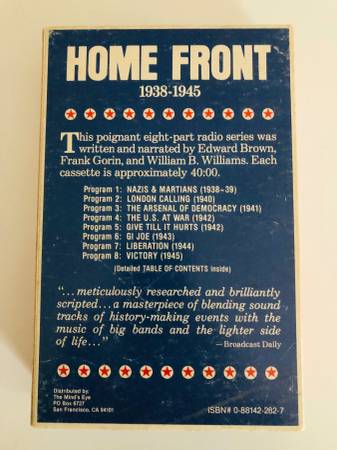 HOME FRONT
1938-1945
This poignant eight-part radio series was
written and narrated by Edward Brown,
Frank Gorin, and William B. Williams. Each
cassette is approximately 40:00.
Program 1: NAZIS & MARTIANS (1938-39)
Program 2: LONDON CALLING (1940)
Program 3: THE ARSENAL OF DEMOCRACY (1941)
Program 4: THE U.S. AT WAR (1942)
Program 5: GIVE TILL IT HURTS (1942)
Program 6: GI JOE (1943)
Program 7: LIBERATION (1944)
Program 8: VICTORY (1945)
(Detailed TABLE OF CONTENTS inside)
"...meticulously researched and brilliantly
scripted...a masterpiece of blending sound
tracks of history-making events with the
music of big bands and the lighter side
of life..."
—Broadcast Daily
Distributed by:
The Mind's Eye
PO Box 6727
San Francisco, CA 94101
ISBN# 0-88142-282-7